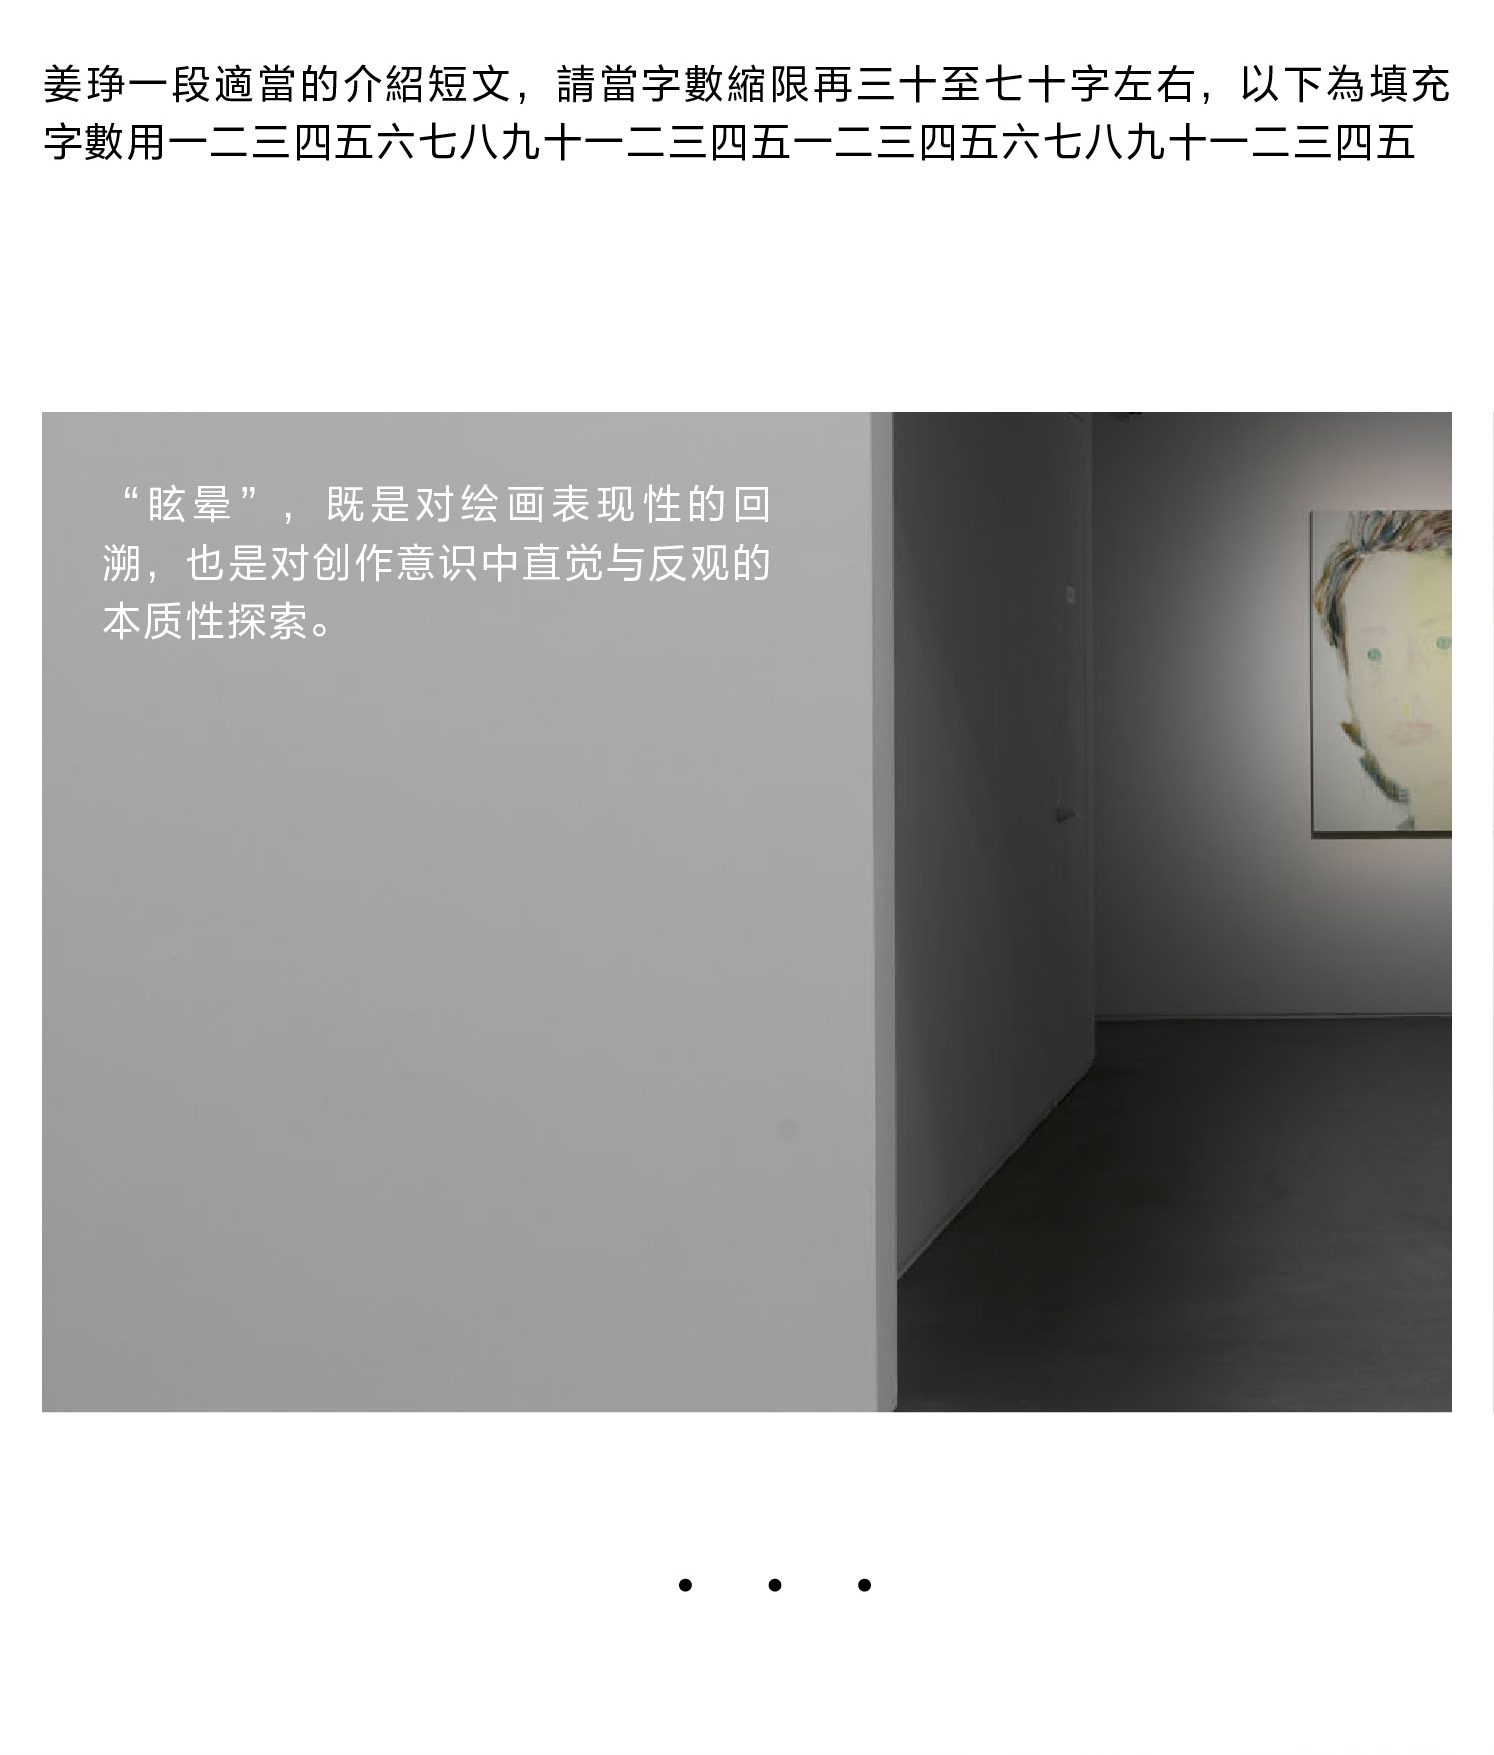 姜琤一段適當的介紹短文，請當字數縮限再三十至七十字左右，以下為填充
字數用一二三四五六七八九十一二三四五一二三四五六七八九十一二三四五
“眩晕”，既是对绘画表现性的回
溯，也是对创作意识中直觉与反观的
本质性探索。